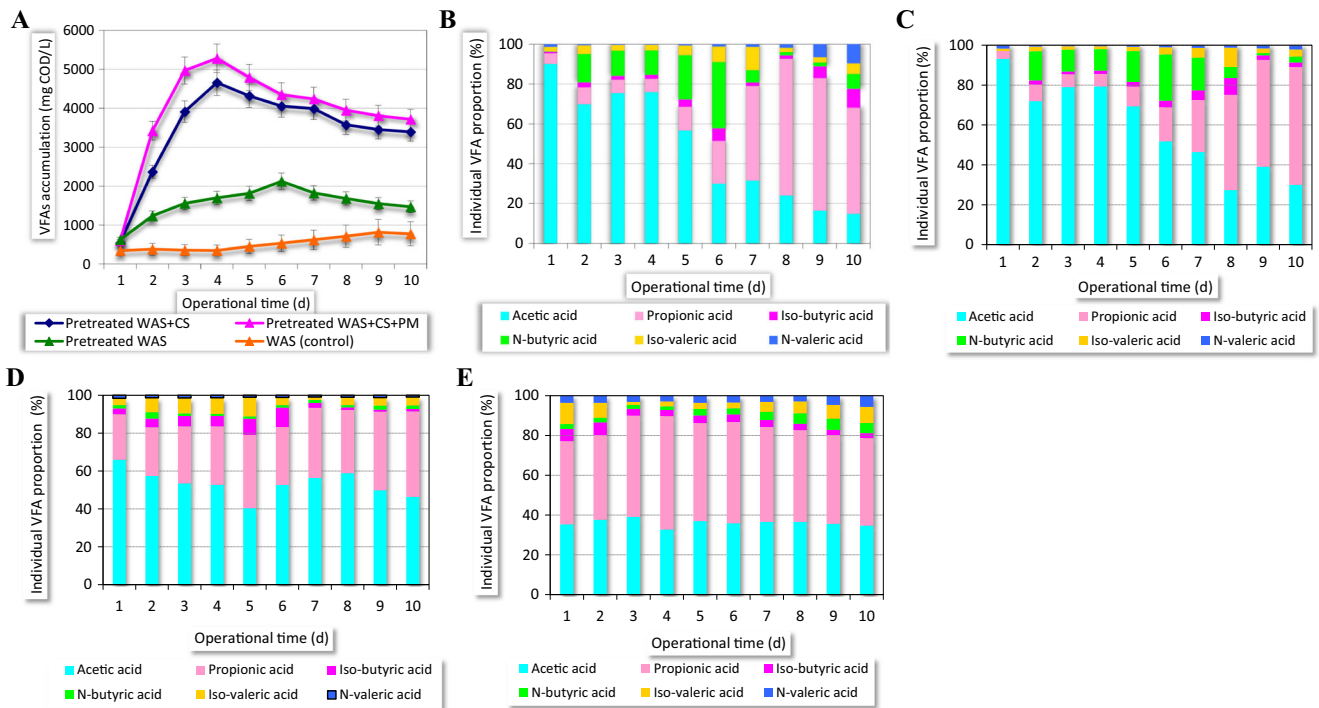 A
VFAs accumulation (mg COD/L)
6000
5000
4000
3000
2000
1000
0
1 2 3 4 5 6 7 8 9 10
Operational time (d)
Pretreated WAS+CS Pretreated WAS+CS+PM
Pretreated WAS WAS (control)
B
Individual VFA proportion (%)
100
80
60
40
20
0
1 2 3 4 5 6 7 8 9 10
Operational time (d)
Acetic acid Propionic acid Iso-butyric acid
N-butyric acid Iso-valeric acid N-valeric acid
C
Individual VFA proportion (%)
100
80
60
40
20
0
1 2 3 4 5 6 7 8 9 10
Operational time (d)
Acetic acid Propionic acid Iso-butyric acid
N-butyric acid Iso-valeric acid N-valeric acid
D
Individual VFA proportion (%)
100
80
60
40
20
0
1 2 3 4 5 6 7 8 9 10
Operational time (d)
Acetic acid Propionic acid Iso-butyric acid
N-butyric acid Iso-valeric acid N-valeric acid
E
Individual VFA proportion (%)
100
80
60
40
20
0
1 2 3 4 5 6 7 8 9 10
Operational time (d)
Acetic acid Propionic acid Iso-butyric acid
N-butyric acid Iso-valeric acid N-valeric acid